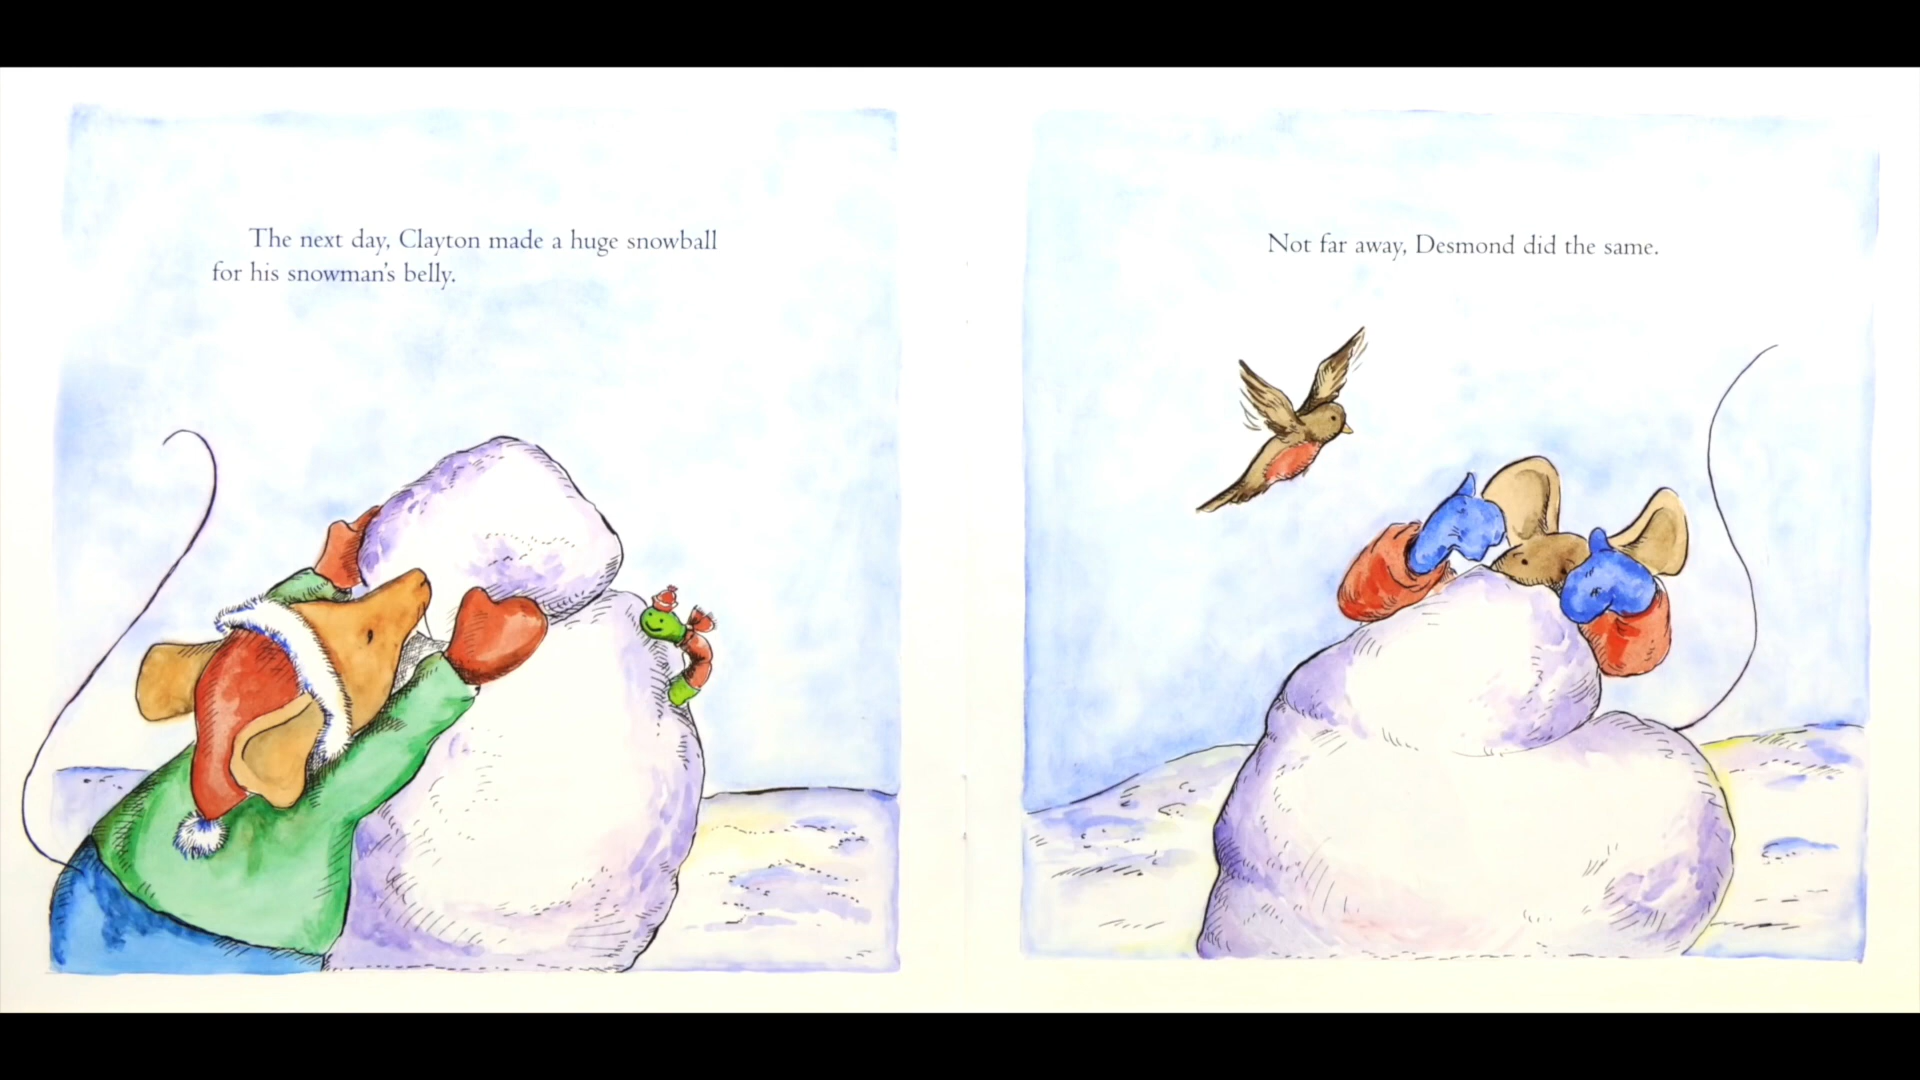 The next day, Clayton made a huge snowball
for his snowman's belly.
Not far away, Desmond did the same.